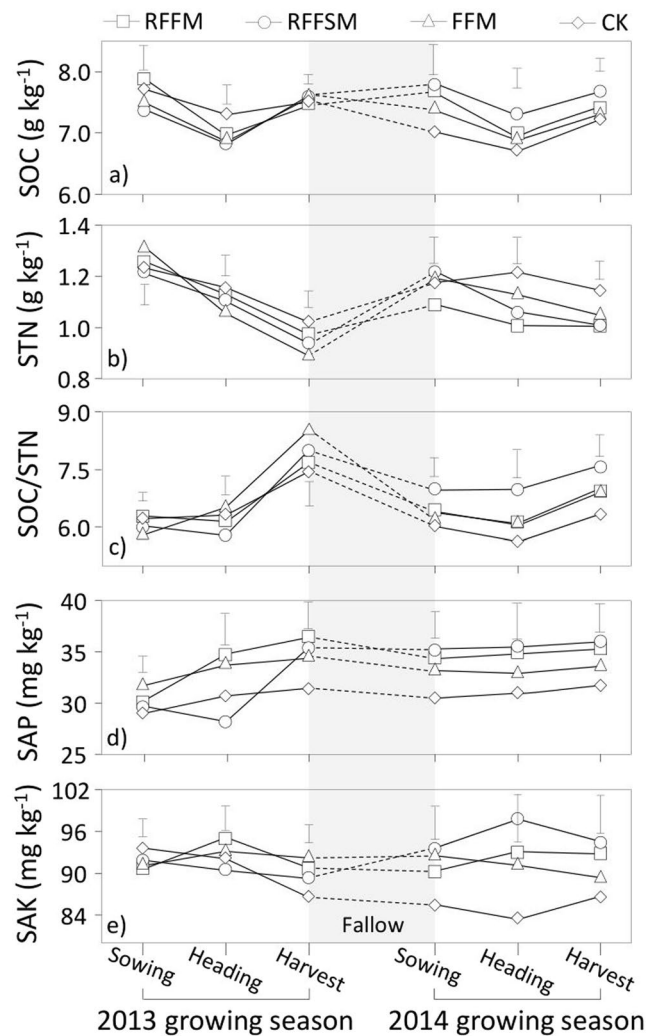 RFFM RFFSM FFM CK
8.0
7.0
6.0
SOC (g kg⁻¹)
a)
1.4
1.2
1.0
0.8
STN (g kg⁻¹)
b)
9.0
7.5
6.0
SOC/STN
c)
40
35
30
25
SAP (mg kg⁻¹)
d)
102
96
90
84
SAK (mg kg⁻¹)
e)
Fallow
Sowing Heading Harvest Sowing Heading Harvest
2013 growing season 2014 growing season